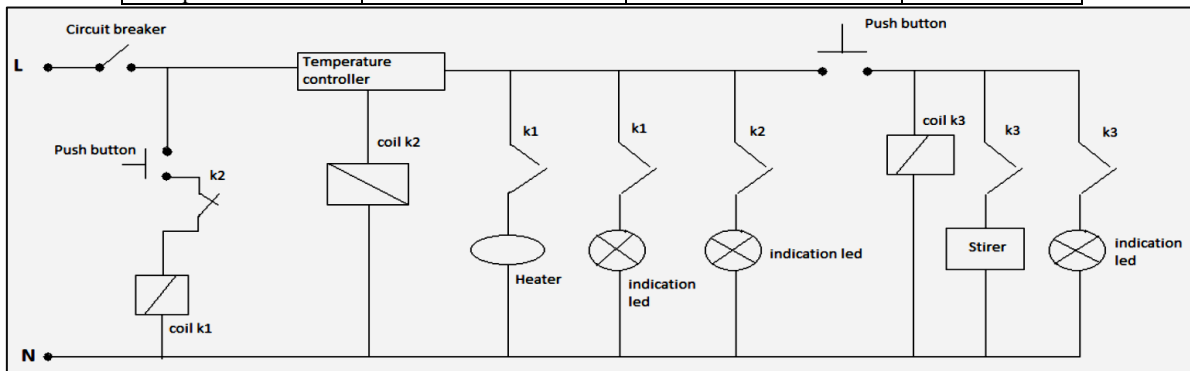 Circuit breaker
Push button
L
Temperature
controller
k1
k1
k2
coil k3
k3
k3
coil k2
Push button
k2
Stirer
indication
led
indication led
Heater
indication
led
coil k1
N